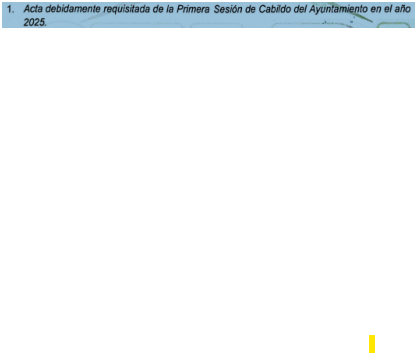 1. Acta debidamente requisitada de la Primera Sesión de Cabildo del Ayuntamiento en el año
2025.